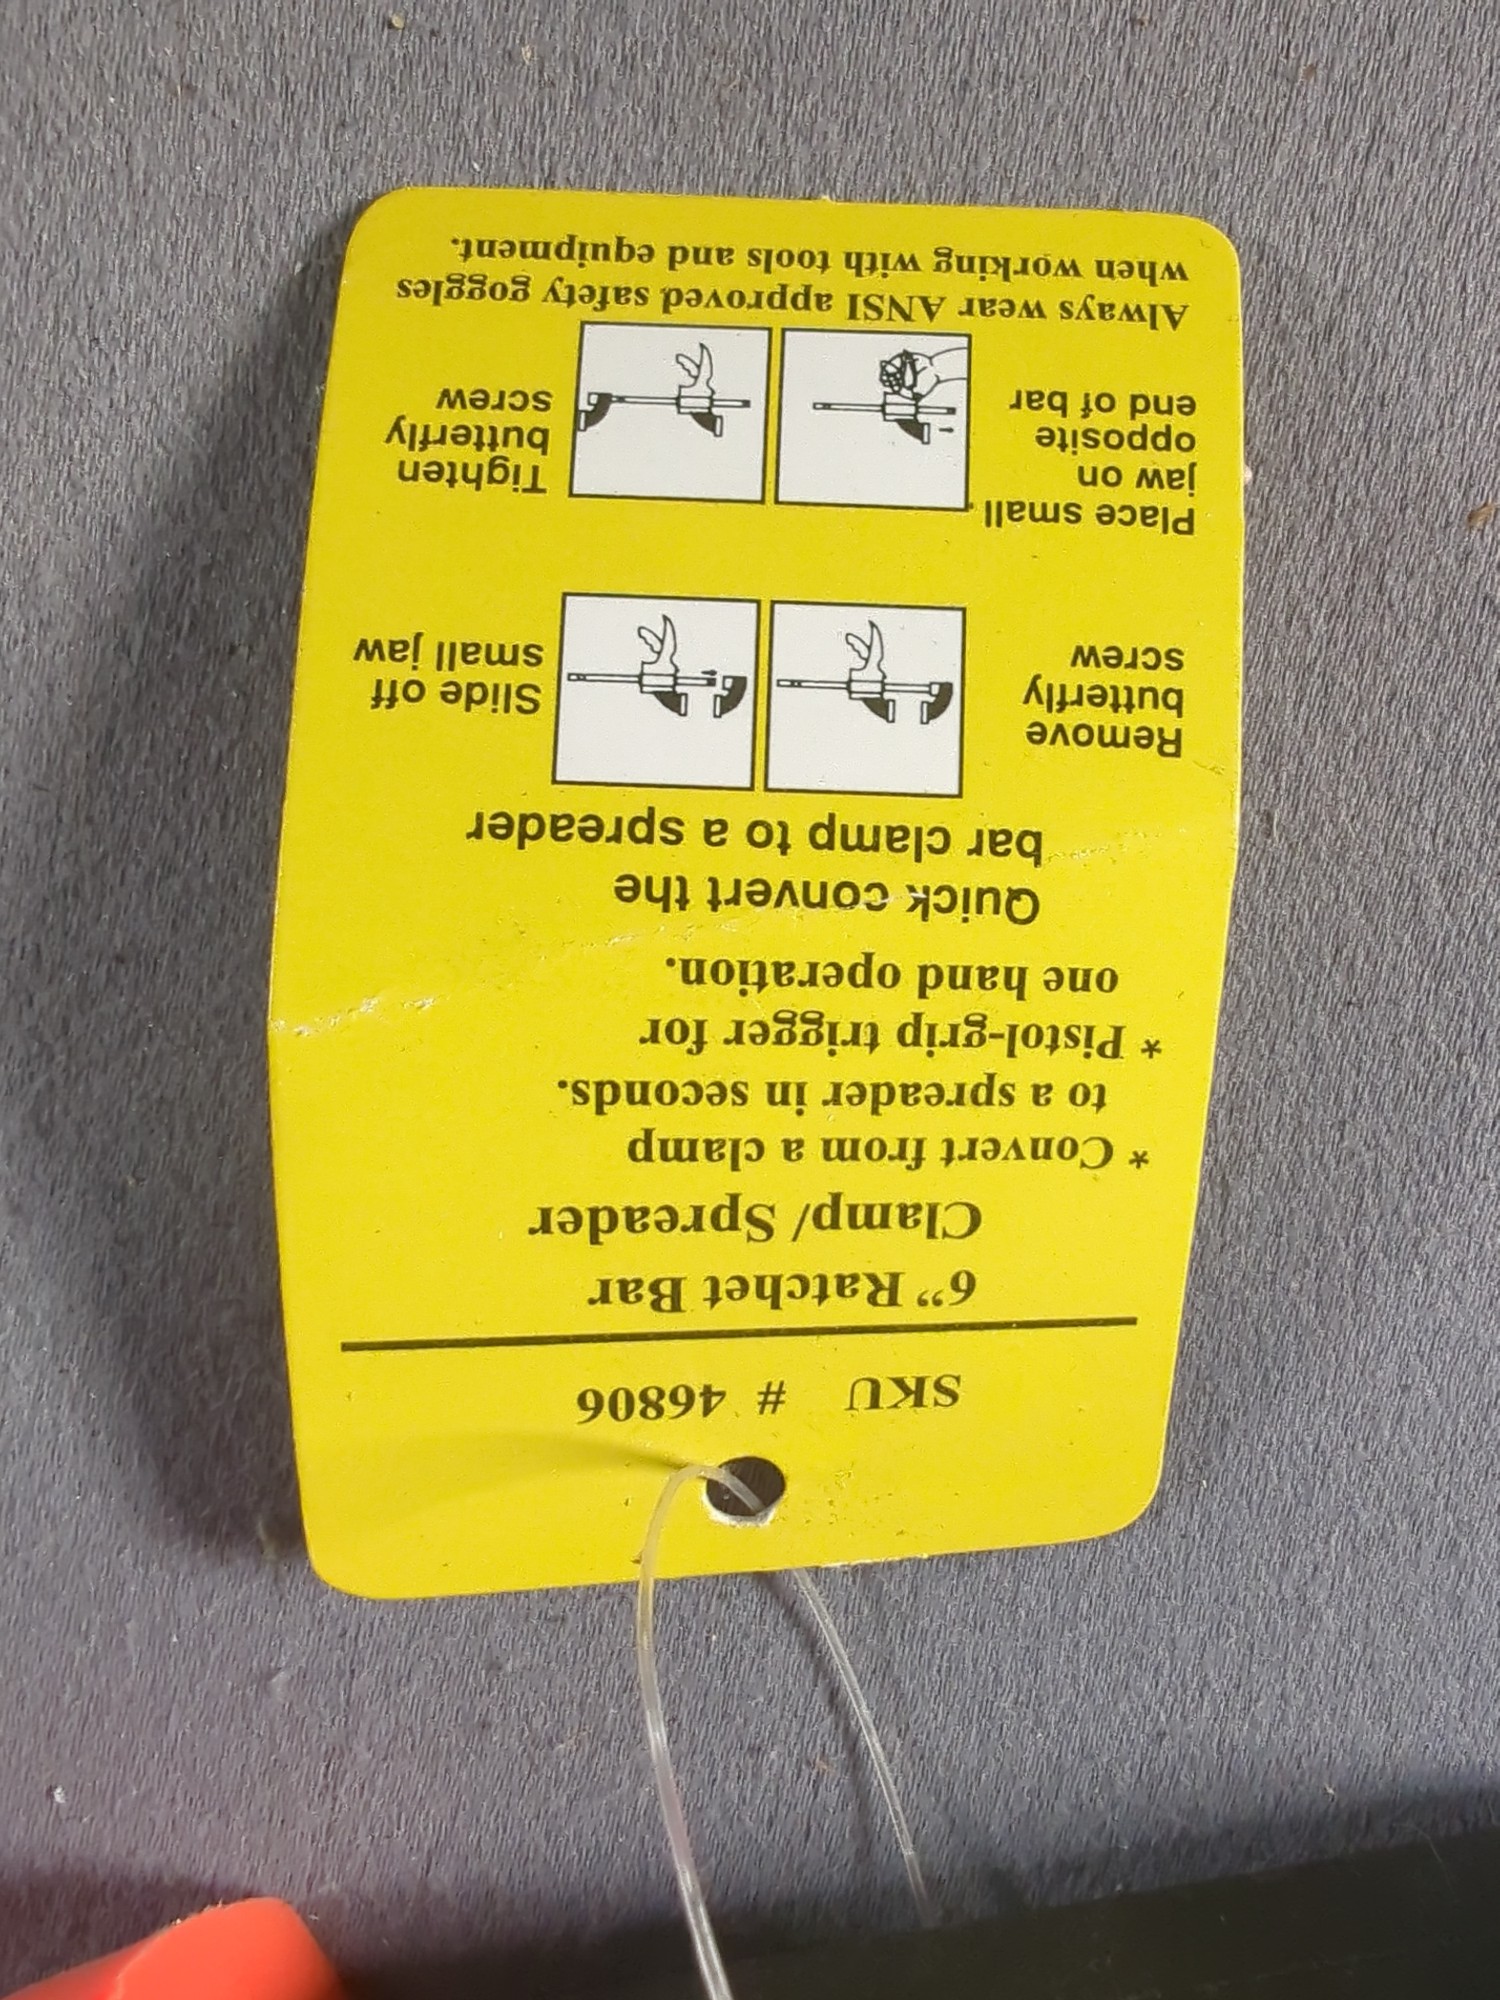 SKU # 46806
6” Ratchet Bar
Clamp/ Spreader
* Convert from a clamp
to a spreader in seconds.
* Pistol-grip trigger for
one hand operation.
Quick convert the
bar clamp to a spreader
Remove
butterfly
screw
Slide off
small jaw
Place small
jaw on
opposite
end of bar
Tighten
butterfly
screw
Always wear ANSI approved safety goggles
when working with tools and equipment.